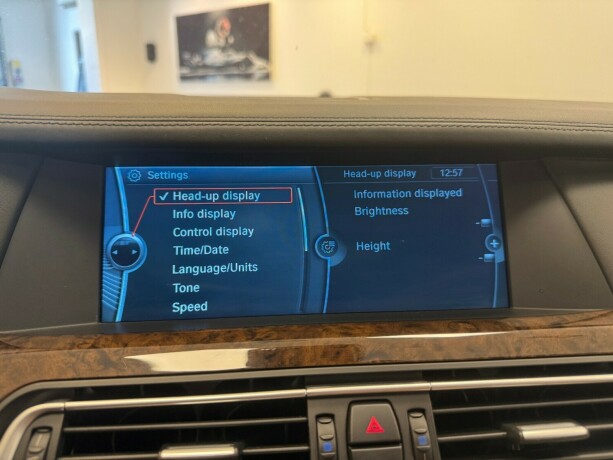 Settings
Head-up display
Info display
Control display
Time/Date
Language/Units
Tone
Speed
Head-up display 12:57
Information displayed
Brightness
Height